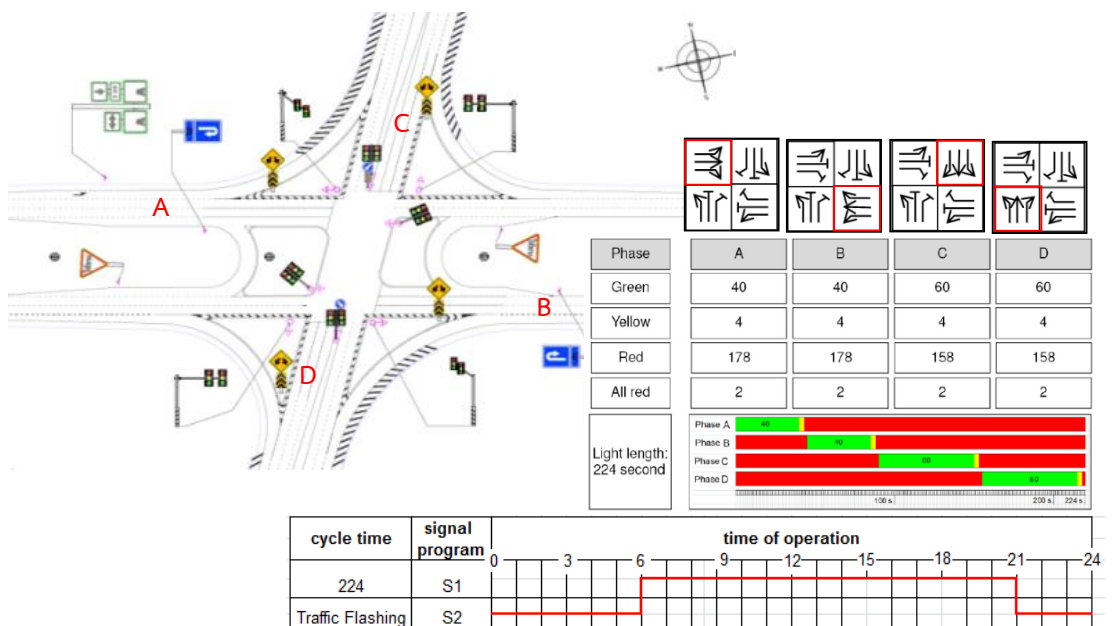 C
A
B
D
Phase A B C D
Green 40 40 60 60
Yellow 4 4 4 4
Red 178 178 158 158
All red 2 2 2 2
Light length:
224 second
Phase A 40
Phase B 40
Phase C 60
Phase D 60
100 s. 200 s. 224 s.
cycle time signal program time of operation
0 3 6 9 12 15 18 21 24
224 S1
Traffic Flashing S2